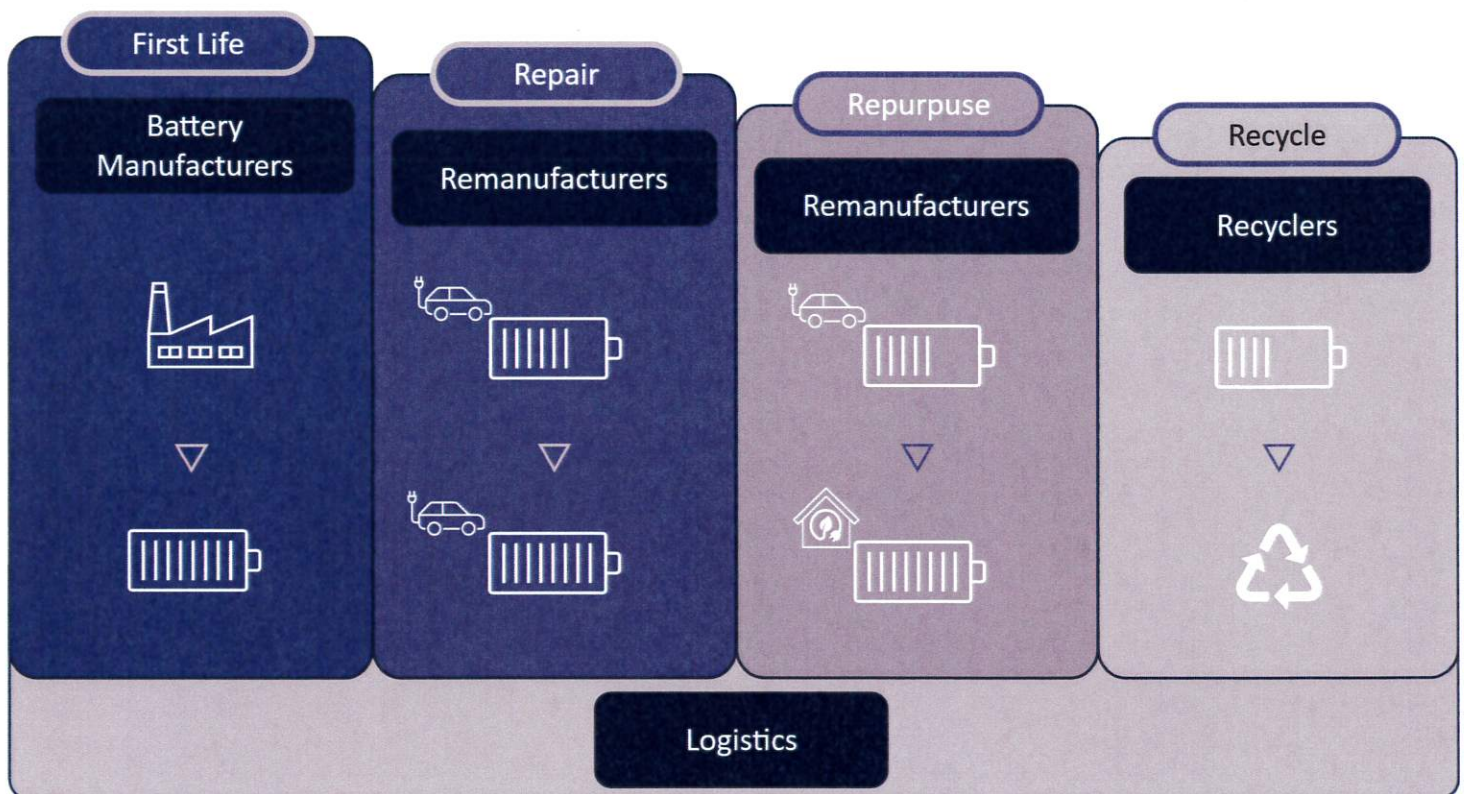 First Life
Battery
Manufacturers
Repair
Remanufacturers
Repurpuse
Remanufacturers
Recycle
Recyclers
Logistics